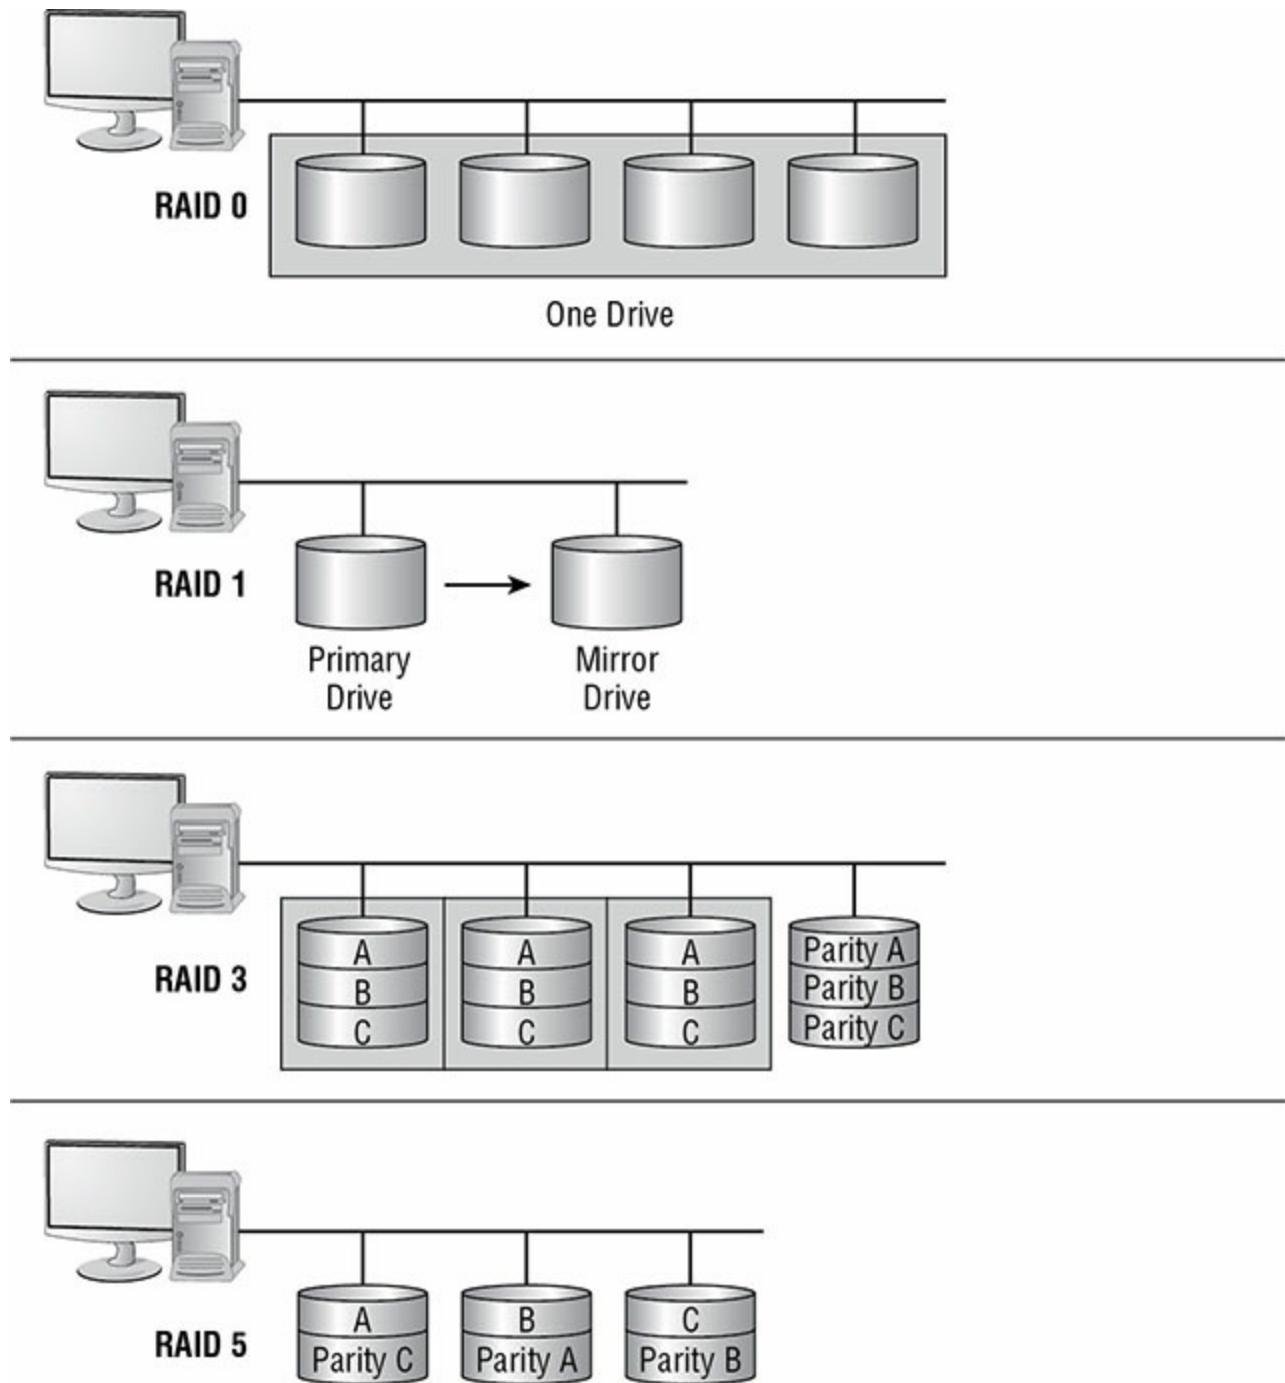 RAID 0
One Drive
RAID 1
Primary
Drive
Mirror
Drive
RAID 3
A
B
C
A
B
C
A
B
C
Parity A
Parity B
Parity C
RAID 5
A
Parity C
B
Parity A
C
Parity B